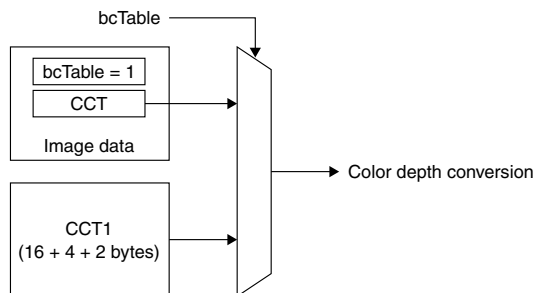 bcTable
bcTable = 1
CCT
Image data
Color depth conversion
CCT1
(16 + 4 + 2 bytes)